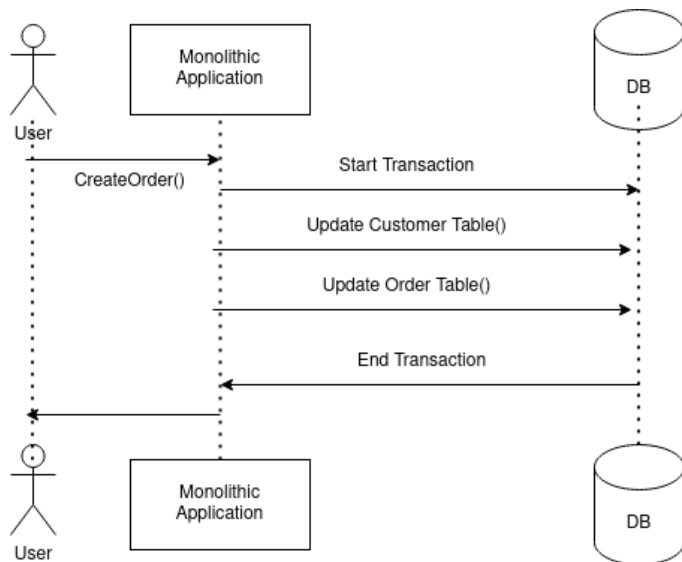 Monolithic
Application
DB
User
CreateOrder()
Start Transaction
Update Customer Table()
Update Order Table()
End Transaction
Monolithic
Application
DB
User